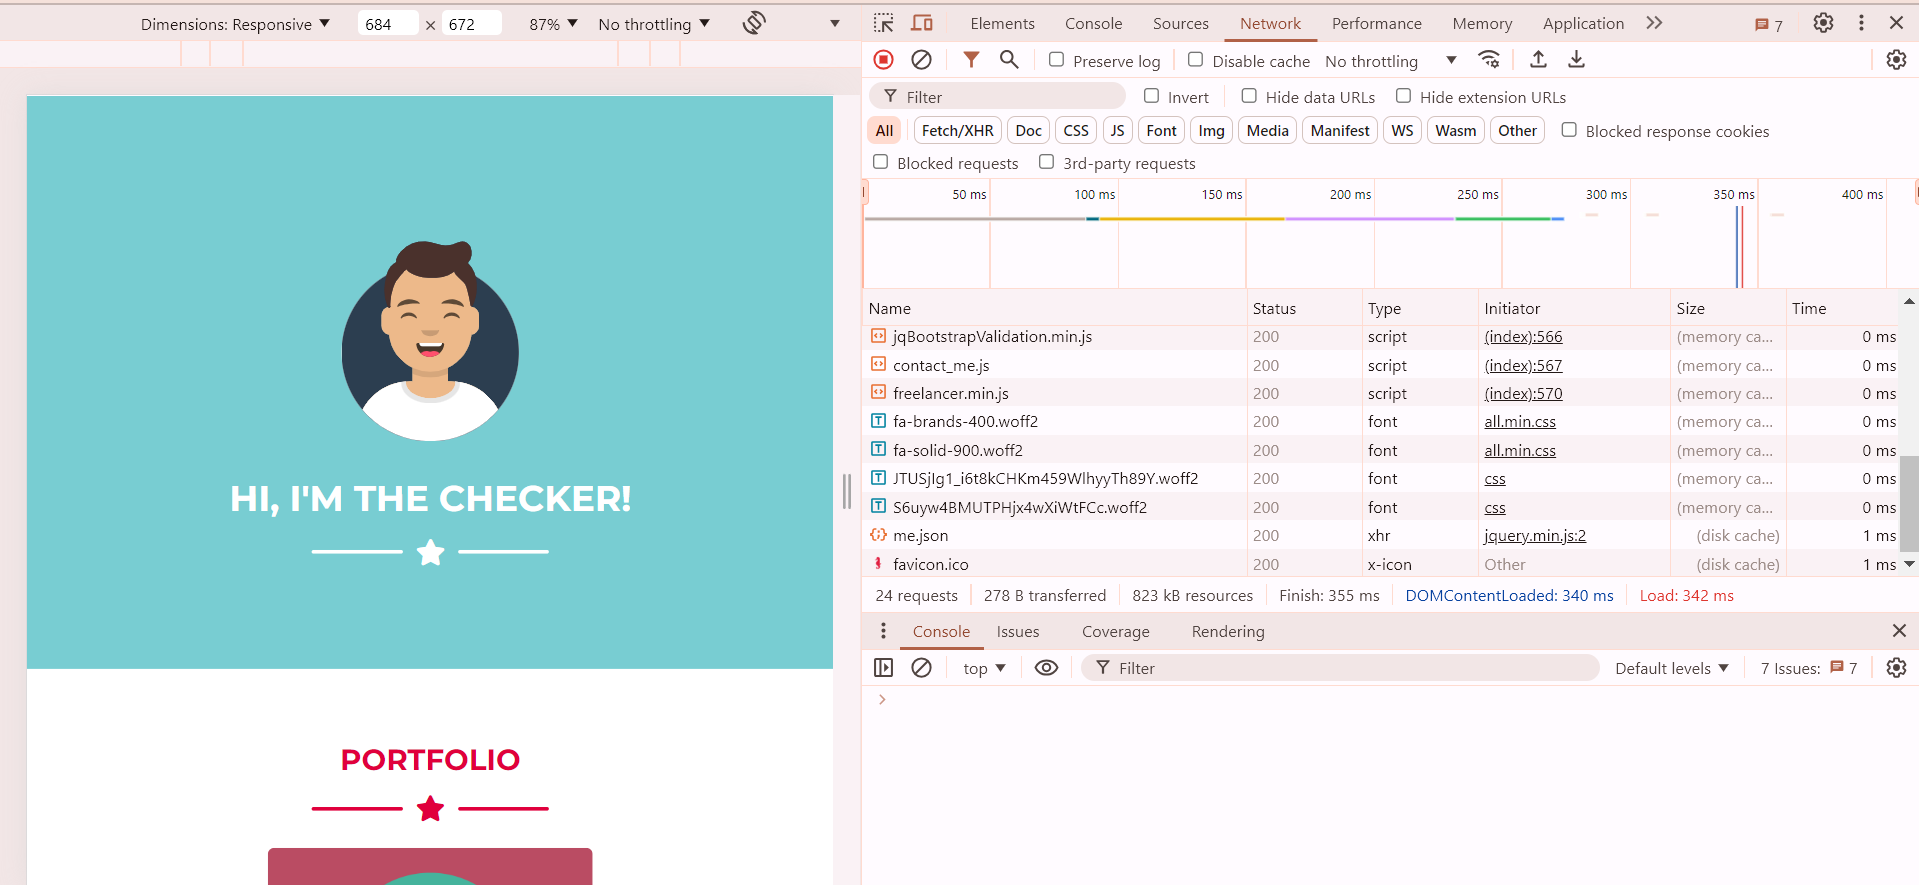 Dimensions: Responsive 684 × 672 87% No throttling
HI, I'M THE CHECKER!
PORTFOLIO
Elements Console Sources Network Performance Memory Application 7
Preserve log Disable cache No throttling
Filter Invert Hide data URLs Hide extension URLs
All Fetch/XHR Doc CSS JS Font Img Media Manifest WS Wasm Other Blocked response cookies
Blocked requests 3rd-party requests
50 ms 100 ms 150 ms 200 ms 250 ms 300 ms 350 ms 400 ms
Name Status Type Initiator Size Time
jqBootstrapValidation.min.js 200 script (index):566 (memory ca... 0 ms
contact_me.js 200 script (index):567 (memory ca... 0 ms
freelancer.min.js 200 script (index):570 (memory ca... 0 ms
fa-brands-400.woff2 200 font all.min.css (memory ca... 0 ms
fa-solid-900.woff2 200 font all.min.css (memory ca... 0 ms
JTUSjIg1_i6t8kCHKm459WlhyyTh89Y.woff2 200 font css (memory ca... 0 ms
S6uyw4BMUTPHjx4wXiWtFCc.woff2 200 font css (memory ca... 0 ms
me.json 200 xhr jquery.min.js:2 (disk cache) 1 ms
favicon.ico 200 x-icon Other (disk cache) 1 ms
24 requests 278 B transferred 823 kB resources Finish: 355 ms DOMContentLoaded: 340 ms Load: 342 ms
Console Issues Coverage Rendering
top Filter Default levels 7 Issues: 7